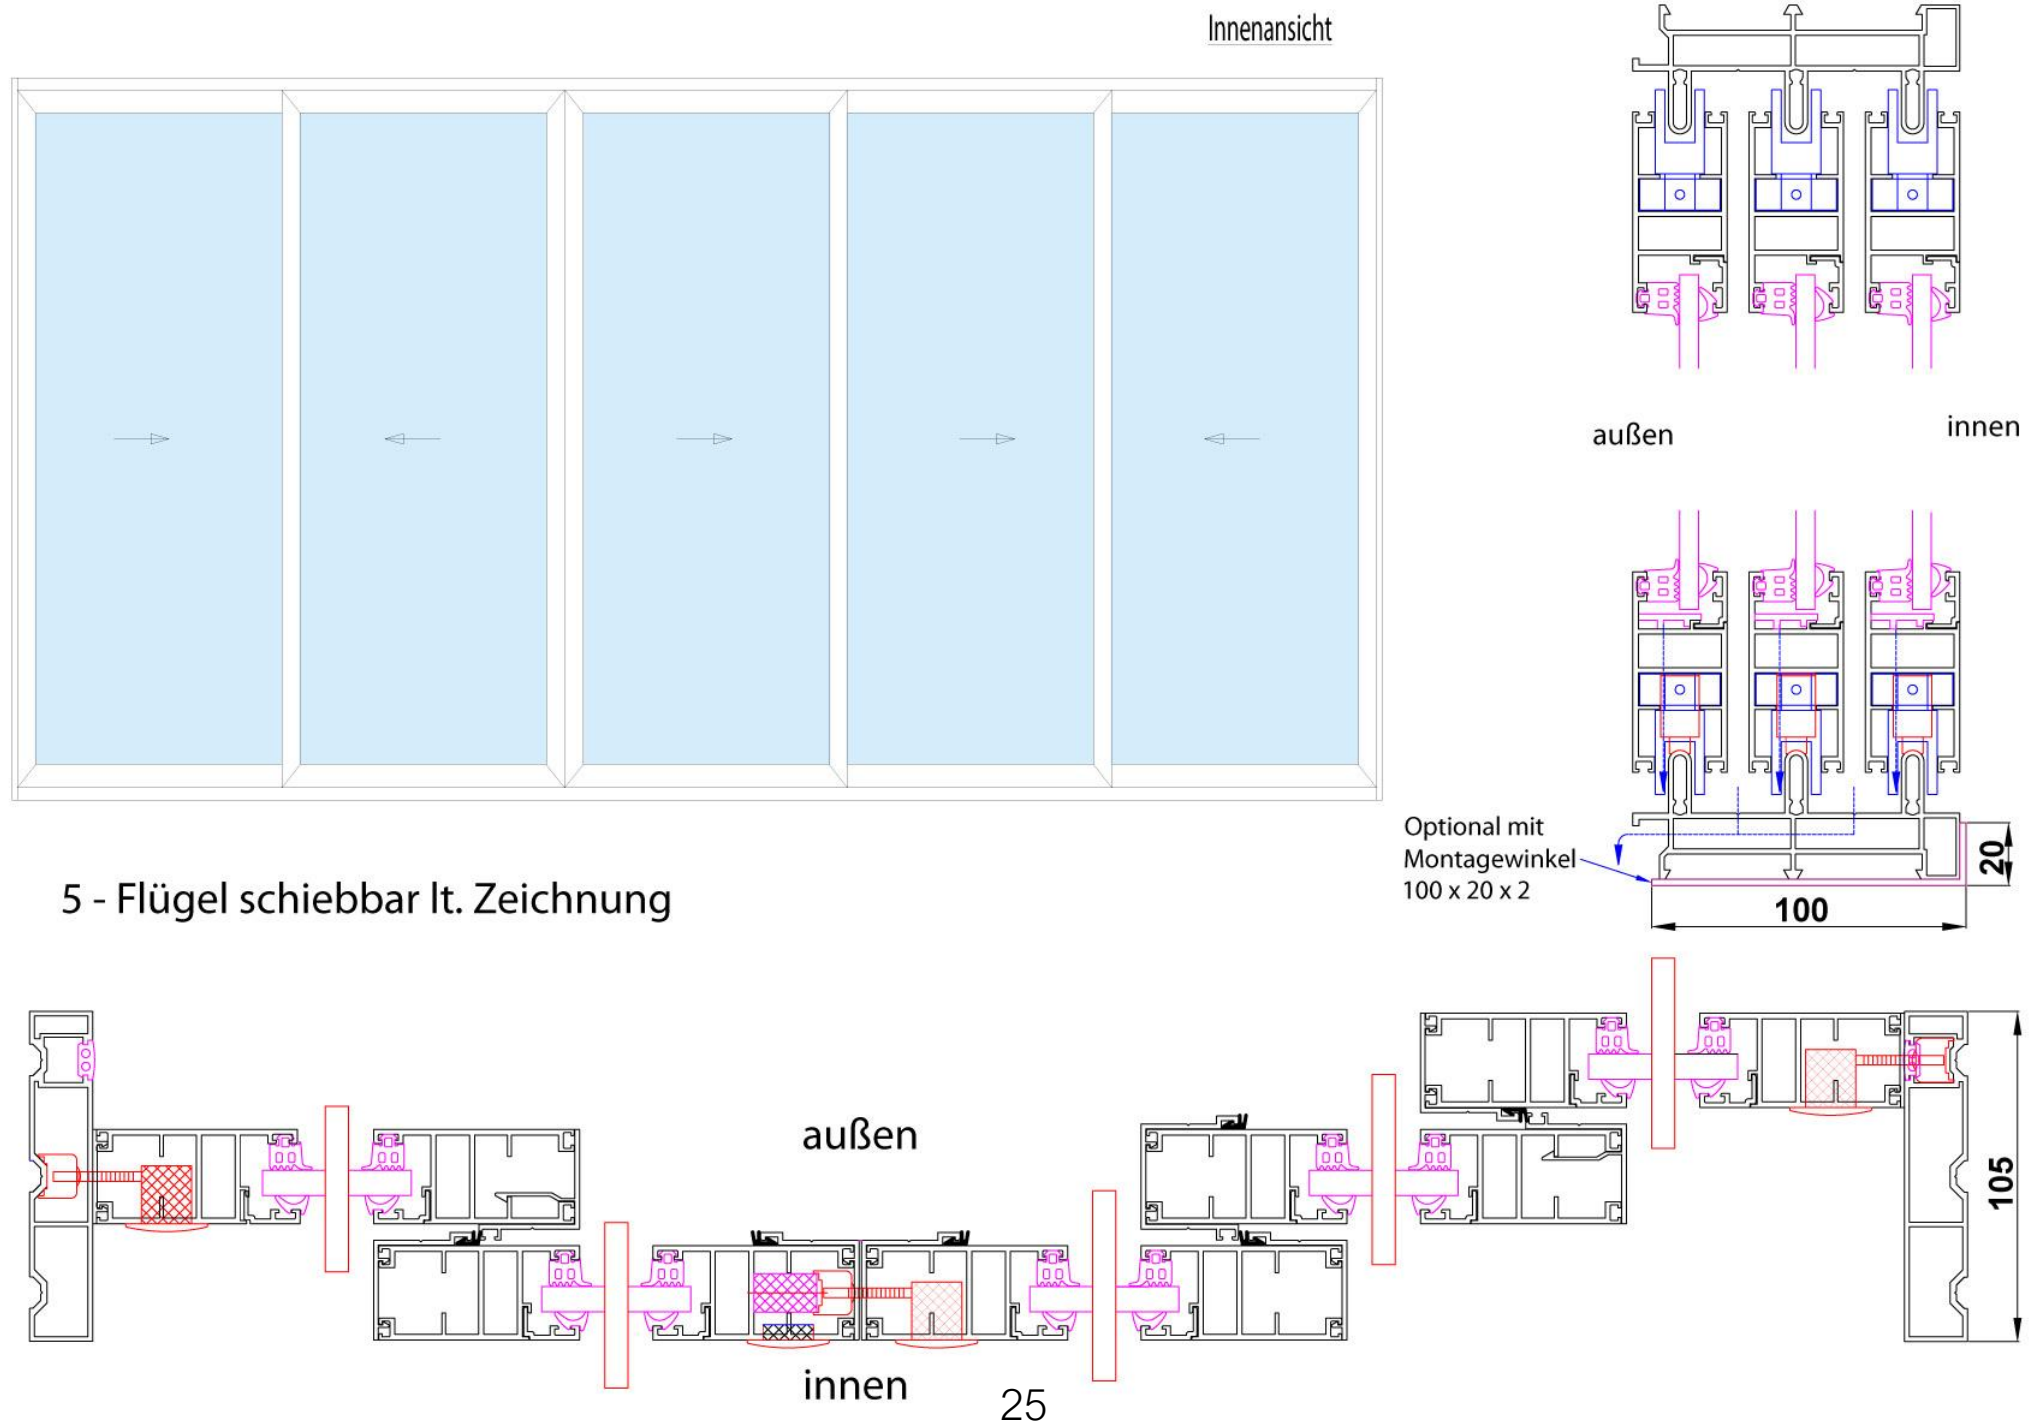 Innenansicht
außen
innen
Optional mit
Montagewinkel
100 x 20 x 2
20
100
5 - Flügel schiebbar lt. Zeichnung
außen
105
innen
25